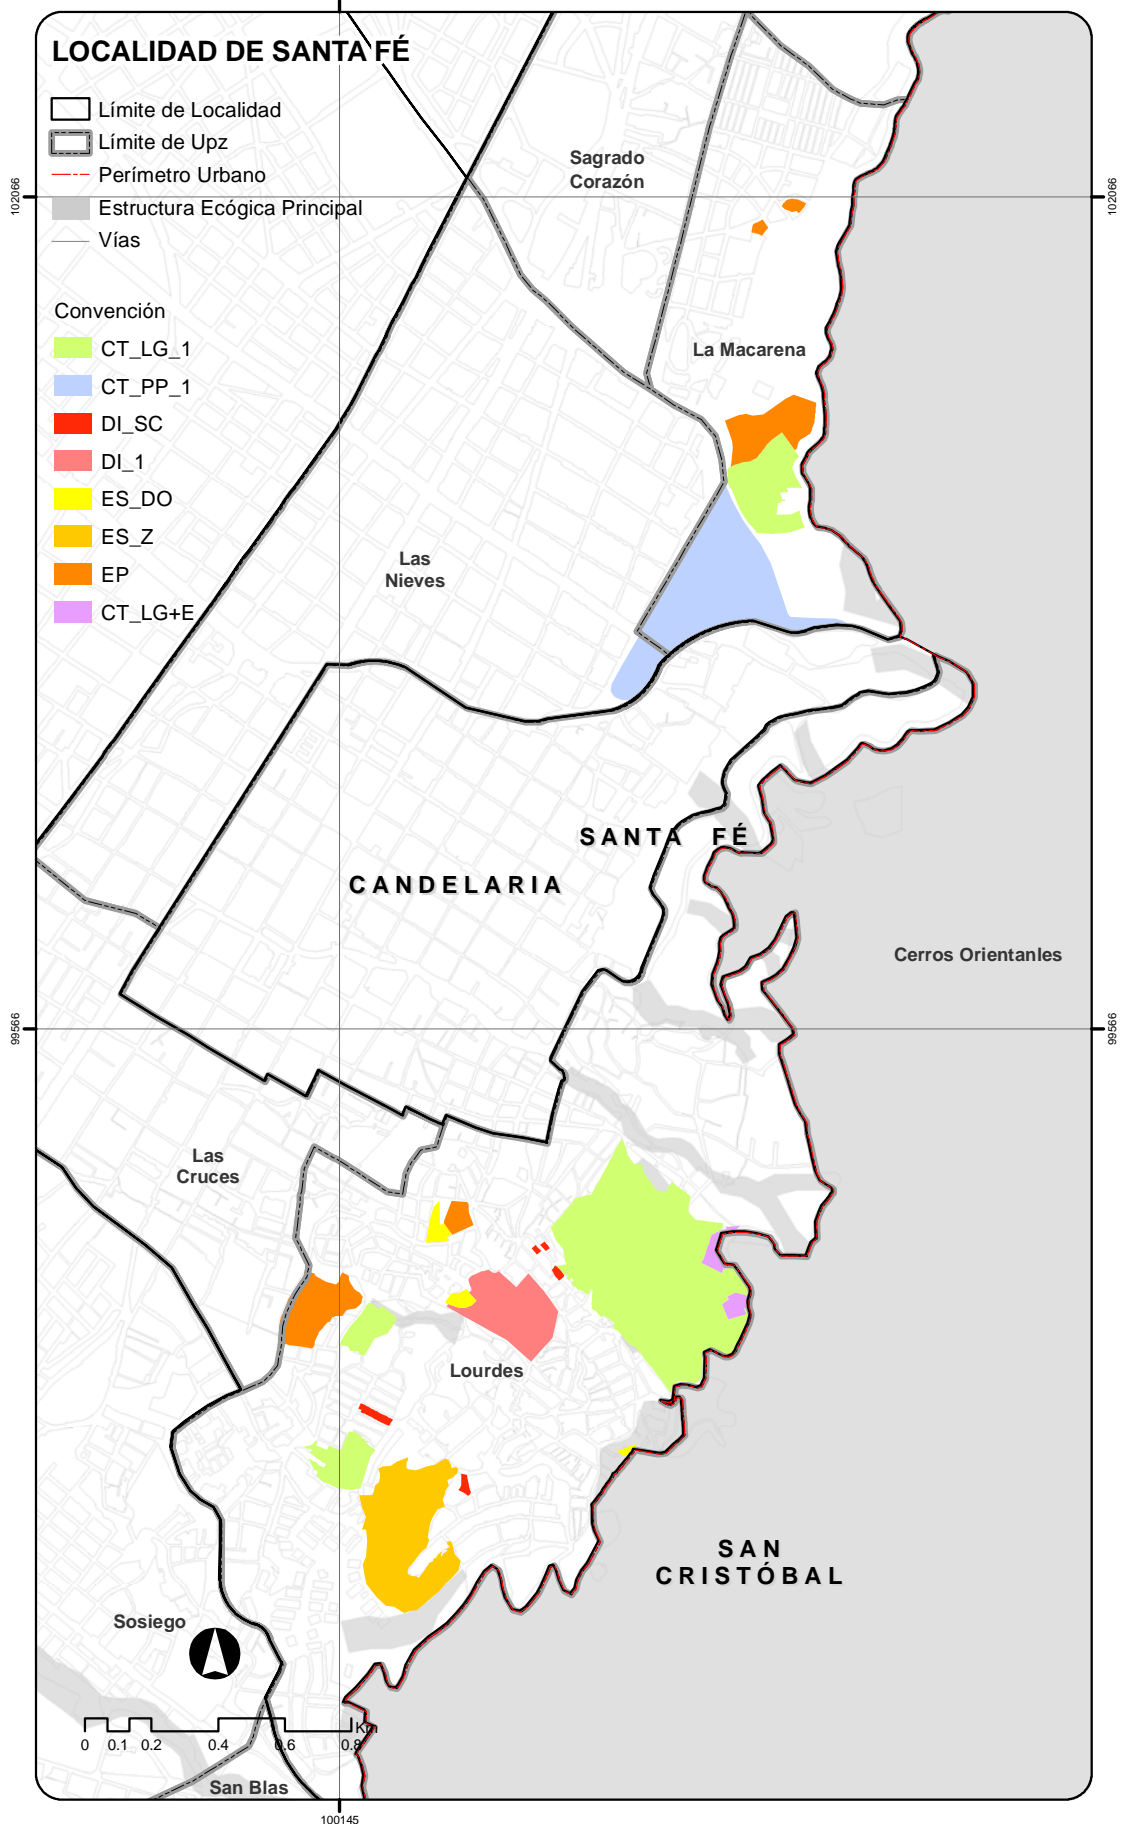 LOCALIDAD DE SANTA FÉ
Límite de Localidad
Límite de Upz
Perímetro Urbano
Estructura Ecógica Principal
Vías
Convención
CT_LG_1
CT_PP_1
DI_SC
DI_1
ES_DO
ES_Z
EP
CT_LG+E
Sagrado
Corazón
102066
102066
La Macarena
Las
Nieves
SANTA FÉ
CANDELARIA
Cerros Orientanles
99566
99566
Las
Cruces
Lourdes
SAN
CRISTÓBAL
Sosiego
Km
0 0.1 0.2 0.4 0.6 0.8
San Blas
100145